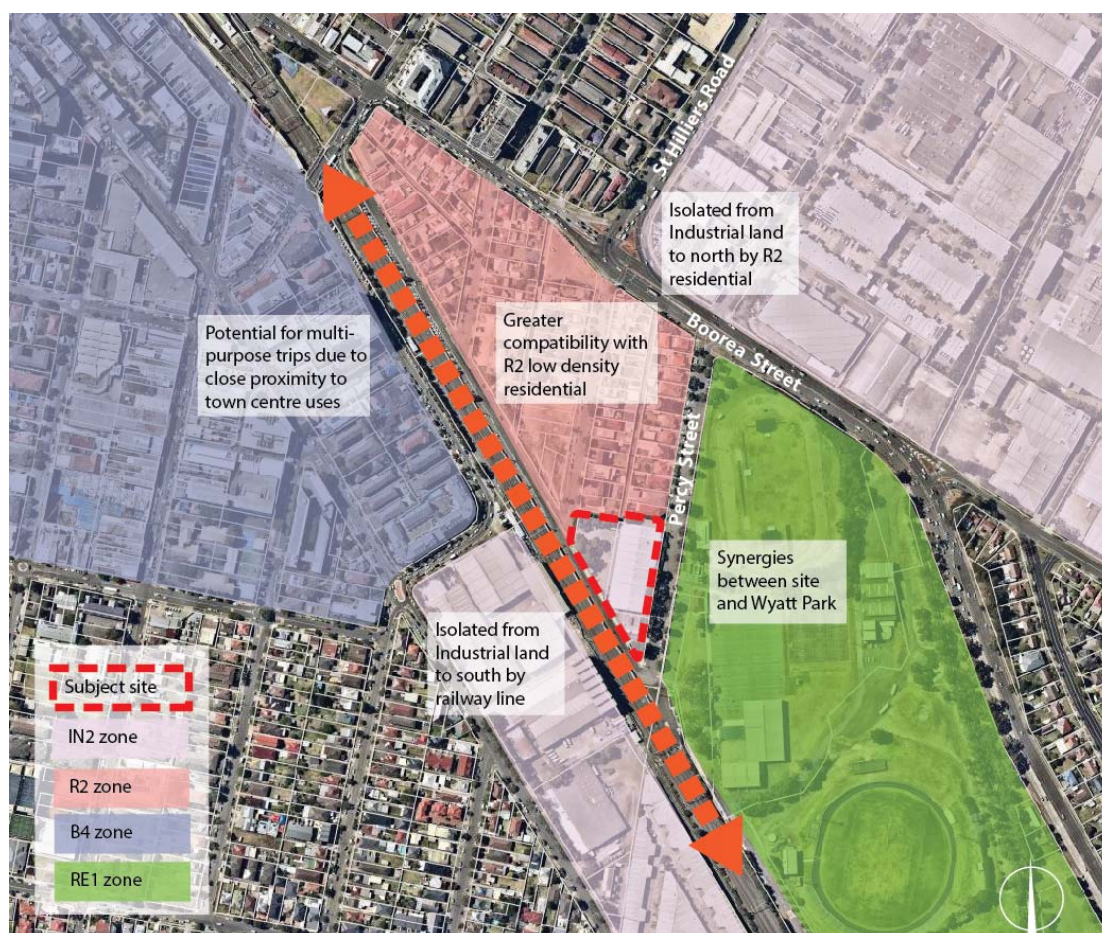 St Hilliers Road
Isolated from
Industrial land
to north by R2
residential
Boorea Street
Greater
compatibility with
R2 low density
residential
Potential for multi-
purpose trips due to
close proximity to
town centre uses
Percy Street
Synergies
between site
and Wyatt Park
Isolated from
Industrial land
to south by
railway line
Subject site
IN2 zone
R2 zone
B4 zone
RE1 zone